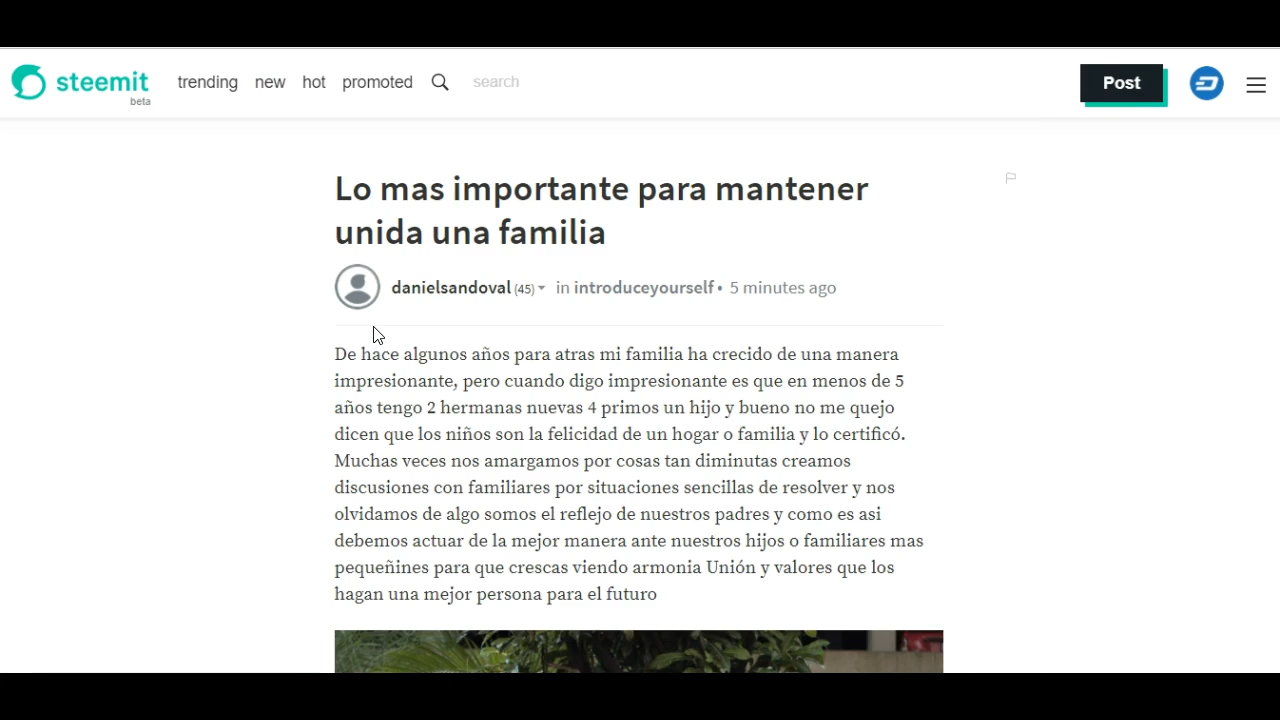 steemit
beta
trending new hot promoted search
Post
Lo mas importante para mantener
unida una familia
danielsandoval (45) in introduceyourself • 5 minutes ago
De hace algunos años para atras mi familia ha crecido de una manera
impresionante, pero cuando digo impresionante es que en menos de 5
años tengo 2 hermanas nuevas 4 primos un hijo y bueno no me quejo
dicen que los niños son la felicidad de un hogar o familia y lo certificó.
Muchas veces nos amargamos por cosas tan diminutas creamos
discusiones con familiares por situaciones sencillas de resolver y nos
olvidamos de algo somos el reflejo de nuestros padres y como es asi
debemos actuar de la mejor manera ante nuestros hijos o familiares mas
pequeñines para que crescas viendo armonia Unión y valores que los
hagan una mejor persona para el futuro